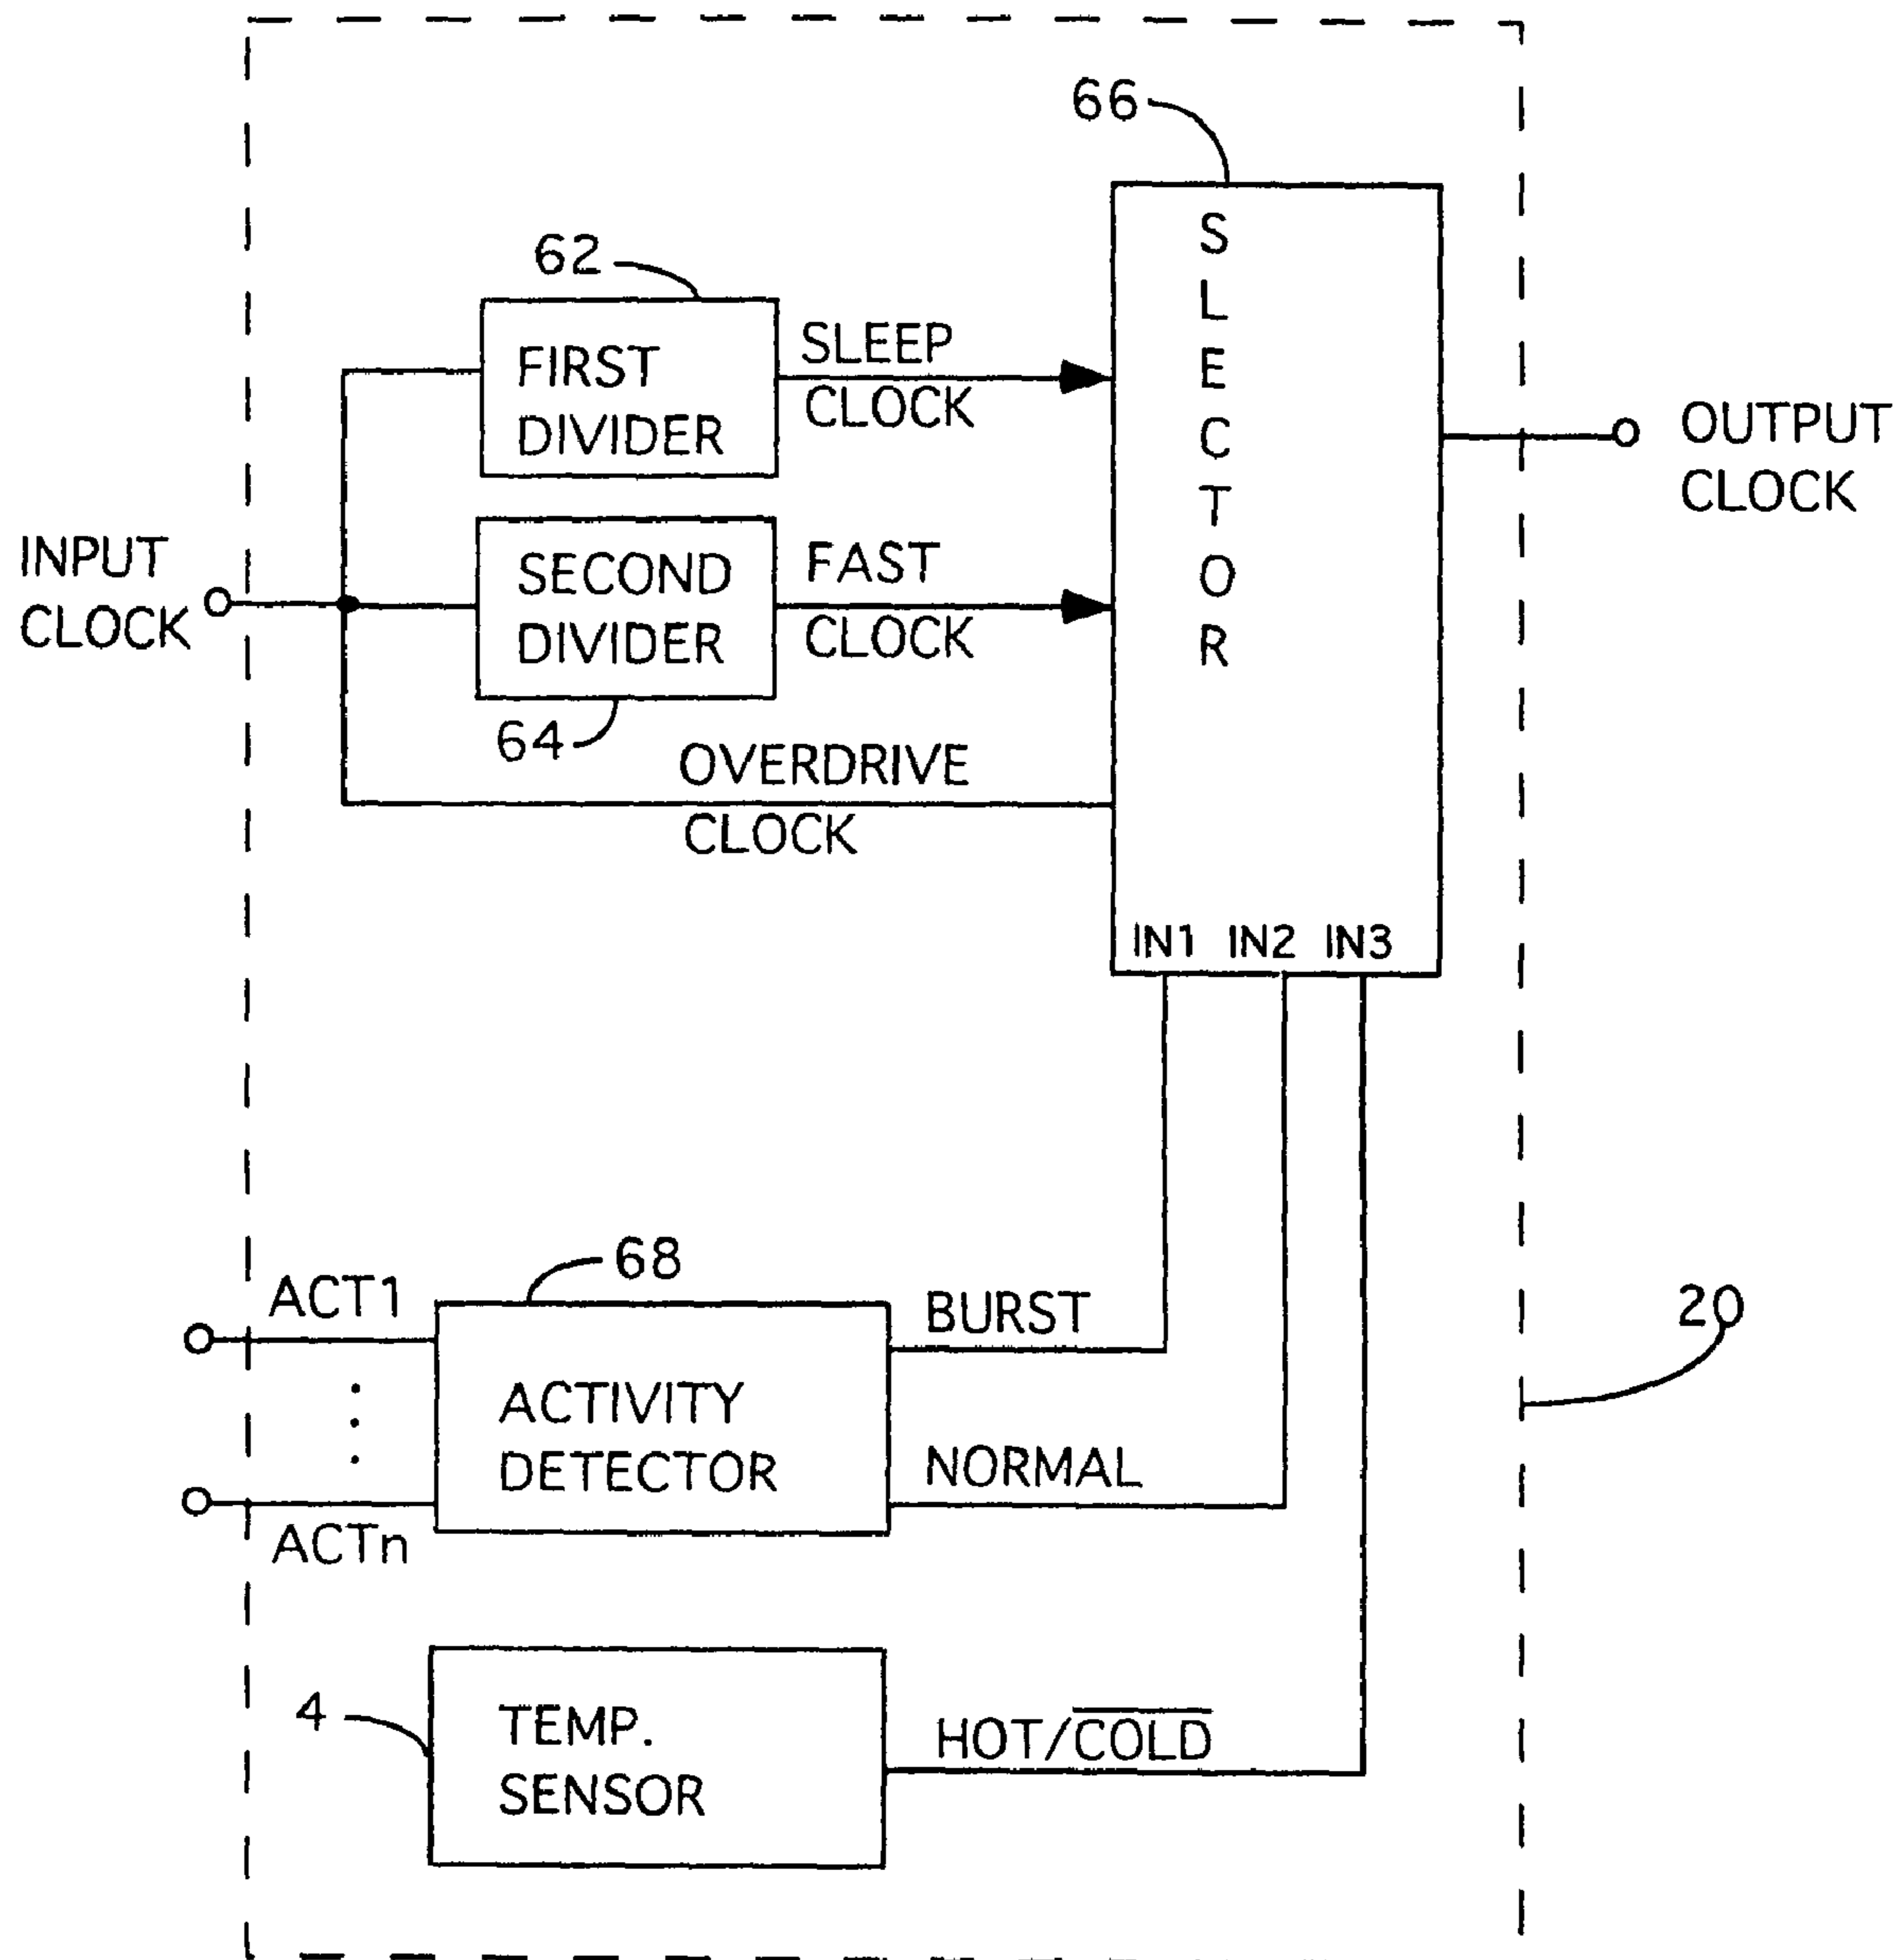 66
SLECTOR
62
FIRST
DIVIDER
SLEEP
CLOCK
OUTPUT
CLOCK
INPUT
CLOCK
SECOND
DIVIDER
FAST
CLOCK
64
OVERDRIVE
CLOCK
IN1 IN2 IN3
68
ACT1
BURST
20
ACTIVITY
DETECTOR
NORMAL
ACTn
4
TEMP.
SENSOR
HOT/C̅O̅L̅D̅